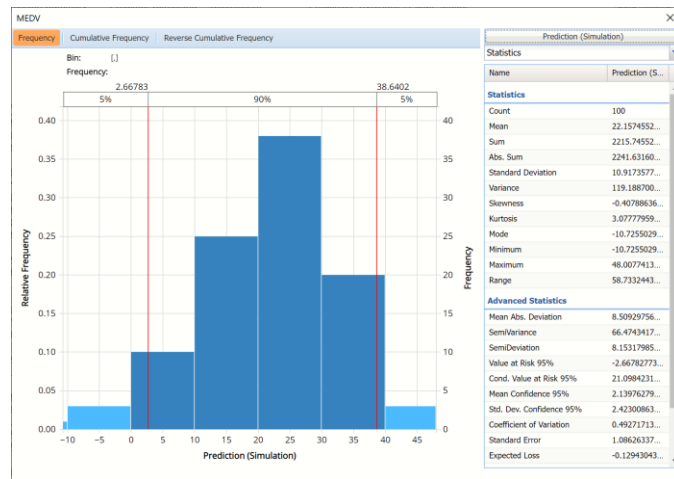 MEDV
Frequency Cumulative Frequency Reverse Cumulative Frequency
Bin: [.]
Frequency:
2.66783 38.6402
5% 90% 5%
0.40 40
0.35 35
0.30 30
0.25 25
0.20 20
0.15 15
0.10 10
0.05 5
0.00 0
-10 -5 0 5 10 15 20 25 30 35 40 45
Relative Frequency
Frequency
Prediction (Simulation)
Prediction (Simulation)
Statistics
Name Prediction (S...
Statistics
Count 100
Mean 22.1574552...
Sum 2215.74552...
Abs. Sum 2241.63160...
Standard Deviation 10.9173577...
Variance 119.188700...
Skewness -0.40788636...
Kurtosis 3.07777959...
Mode -10.7255029...
Minimum -10.7255029...
Maximum 48.0077413...
Range 58.7332443...
Advanced Statistics
Mean Abs. Deviation 8.50929756...
SemiVariance 66.4743417...
SemiDeviation 8.15317985...
Value at Risk 95% -2.66782773...
Cond. Value at Risk 95% 21.0984231...
Mean Confidence 95% 2.13976279...
Std. Dev. Confidence 95% 2.42300863...
Coefficient of Variation 0.49271713...
Standard Error 1.08626337...
Expected Loss -0.12943043...